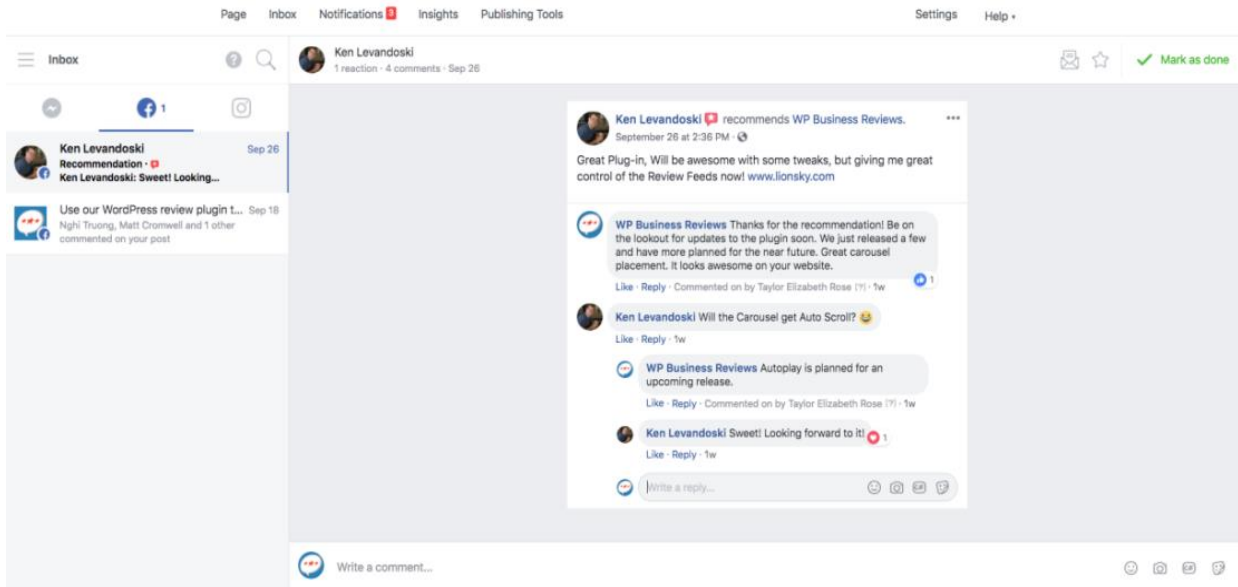 Page Inbox Notifications 3 Insights Publishing Tools Settings Help
Inbox
Ken Levandoski
1 reaction · 4 comments · Sep 26
Mark as done
1
Ken Levandoski Sep 26
Recommendation ·
Ken Levandoski: Sweet! Looking...
Use our WordPress review plugin t... Sep 18
Nghi Truong, Matt Cromwell and 1 other
commented on your post
Ken Levandoski recommends WP Business Reviews.
September 26 at 2:36 PM ·
Great Plug-in, Will be awesome with some tweaks, but giving me great
control of the Review Feeds now! www.lionsky.com
WP Business Reviews Thanks for the recommendation! Be on
the lookout for updates to the plugin soon. We just released a few
and have more planned for the near future. Great carousel
placement. It looks awesome on your website.
1
Like · Reply · Commented on by Taylor Elizabeth Rose [?] · 1w
Ken Levandoski Will the Carousel get Auto Scroll? 😂
Like · Reply · 1w
WP Business Reviews Autoplay is planned for an
upcoming release.
Like · Reply · Commented on by Taylor Elizabeth Rose [?] · 1w
Ken Levandoski Sweet! Looking forward to it!
1
Like · Reply · 1w
Write a reply...
GIF
Write a comment...
GIF